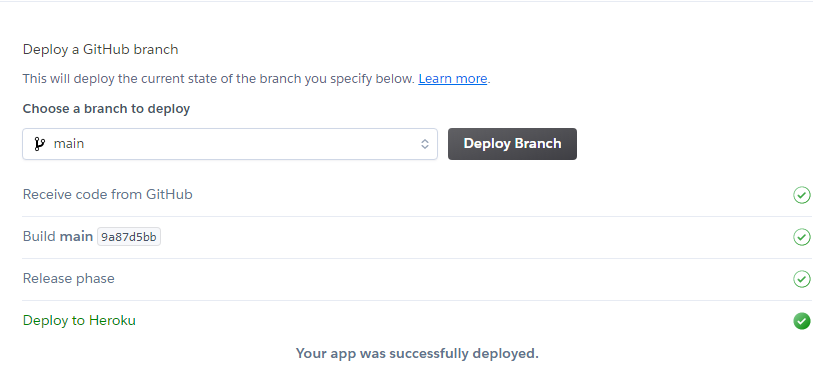 Deploy a GitHub branch
This will deploy the current state of the branch you specify below. Learn more.
Choose a branch to deploy
main
Deploy Branch
Receive code from GitHub
Build main 9a87d5bb
Release phase
Deploy to Heroku
Your app was successfully deployed.